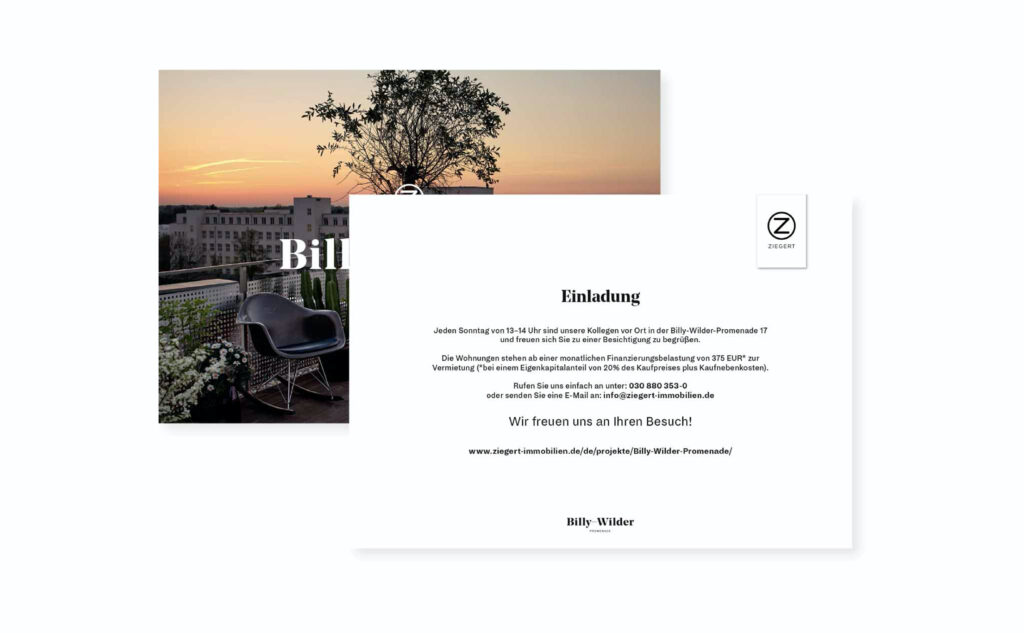 Z
Bill
Z
ZIEGERT
Einladung
Jeden Sonntag von 13–14 Uhr sind unsere Kollegen vor Ort in der Billy-Wilder-Promenade 17
und freuen sich Sie zu einer Besichtigung zu begrüßen.
Die Wohnungen stehen ab einer monatlichen Finanzierungsbelastung von 375 EUR* zur
Vermietung (*bei einem Eigenkapitalanteil von 20% des Kaufpreises plus Kaufnebenkosten).
Rufen Sie uns einfach an unter: 030 880 353-0
oder senden Sie eine E-Mail an: info@ziegert-immobilien.de
Wir freuen uns an Ihren Besuch!
www.ziegert-immobilien.de/de/projekte/Billy-Wilder-Promenade/
Billy–Wilder
PROMENADE